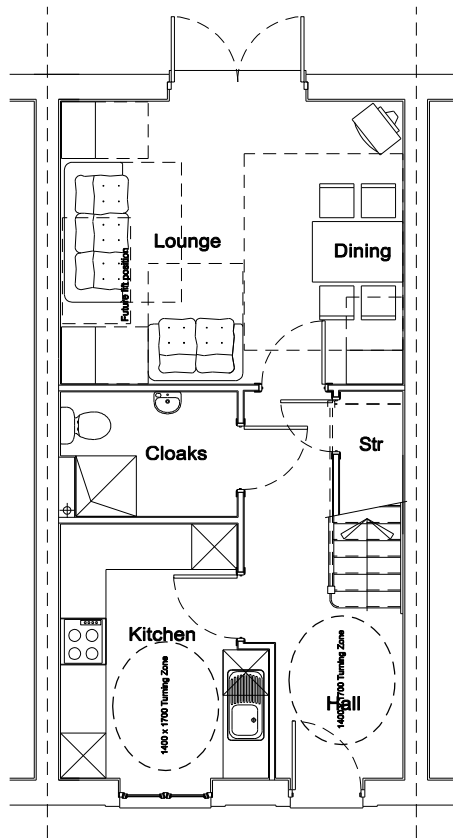 Lounge
Dining
Future lift position
Cloaks
Str
Kitchen
1400 x 1700 Turning Zone
Hall
1400 x 1700 Turning Zone